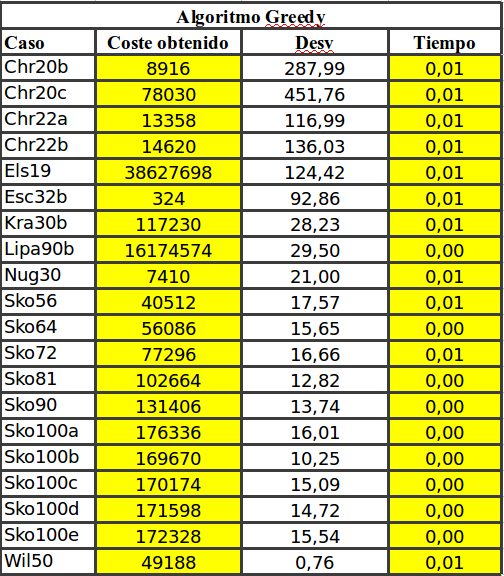 Algoritmo Greedy
Caso Coste obtenido Desv Tiempo
Chr20b 8916 287,99 0,01
Chr20c 78030 451,76 0,01
Chr22a 13358 116,99 0,01
Chr22b 14620 136,03 0,01
Els19 38627698 124,42 0,01
Esc32b 324 92,86 0,01
Kra30b 117230 28,23 0,01
Lipa90b 16174574 29,50 0,00
Nug30 7410 21,00 0,01
Sko56 40512 17,57 0,01
Sko64 56086 15,65 0,00
Sko72 77296 16,66 0,01
Sko81 102664 12,82 0,00
Sko90 131406 13,74 0,00
Sko100a 176336 16,01 0,00
Sko100b 169670 10,25 0,00
Sko100c 170174 15,09 0,00
Sko100d 171598 14,72 0,00
Sko100e 172328 15,54 0,00
Wil50 49188 0,76 0,01